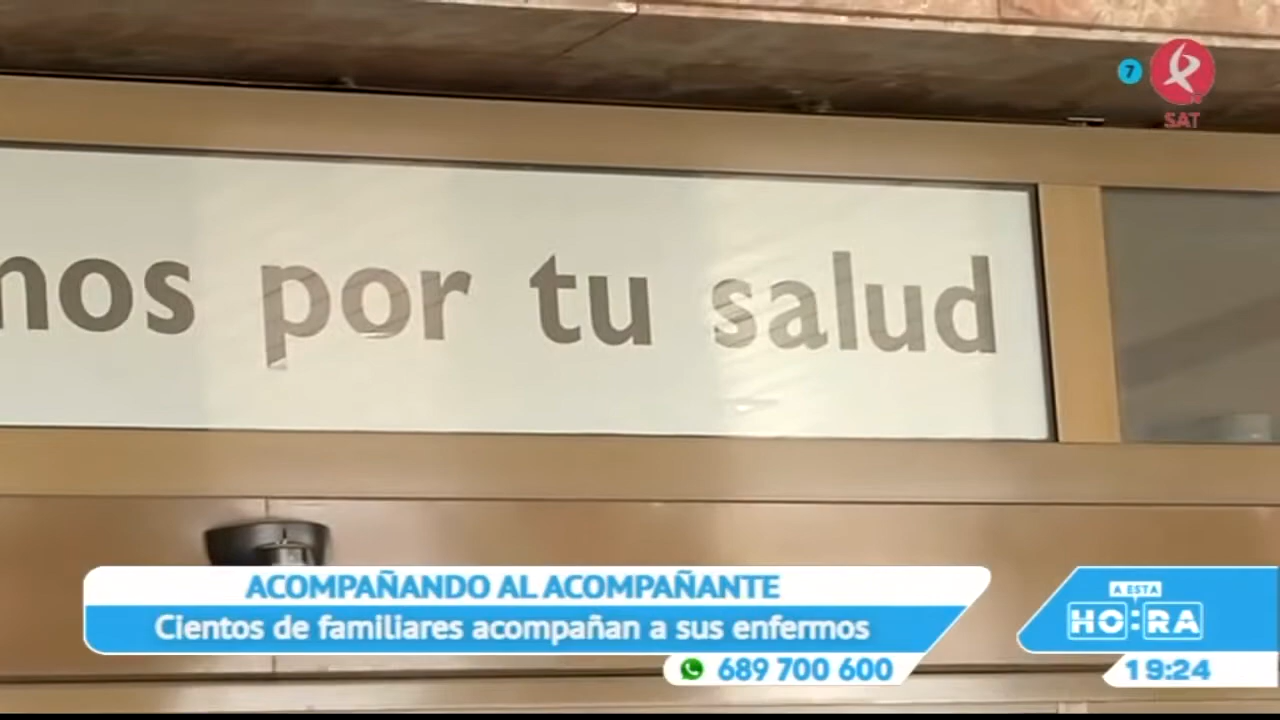 7
SAT
mos por tu salud
ACOMPAÑANDO AL ACOMPAÑANTE
Cientos de familiares acompañan a sus enfermos
689 700 600
A ESTA
HO:RA
19:24